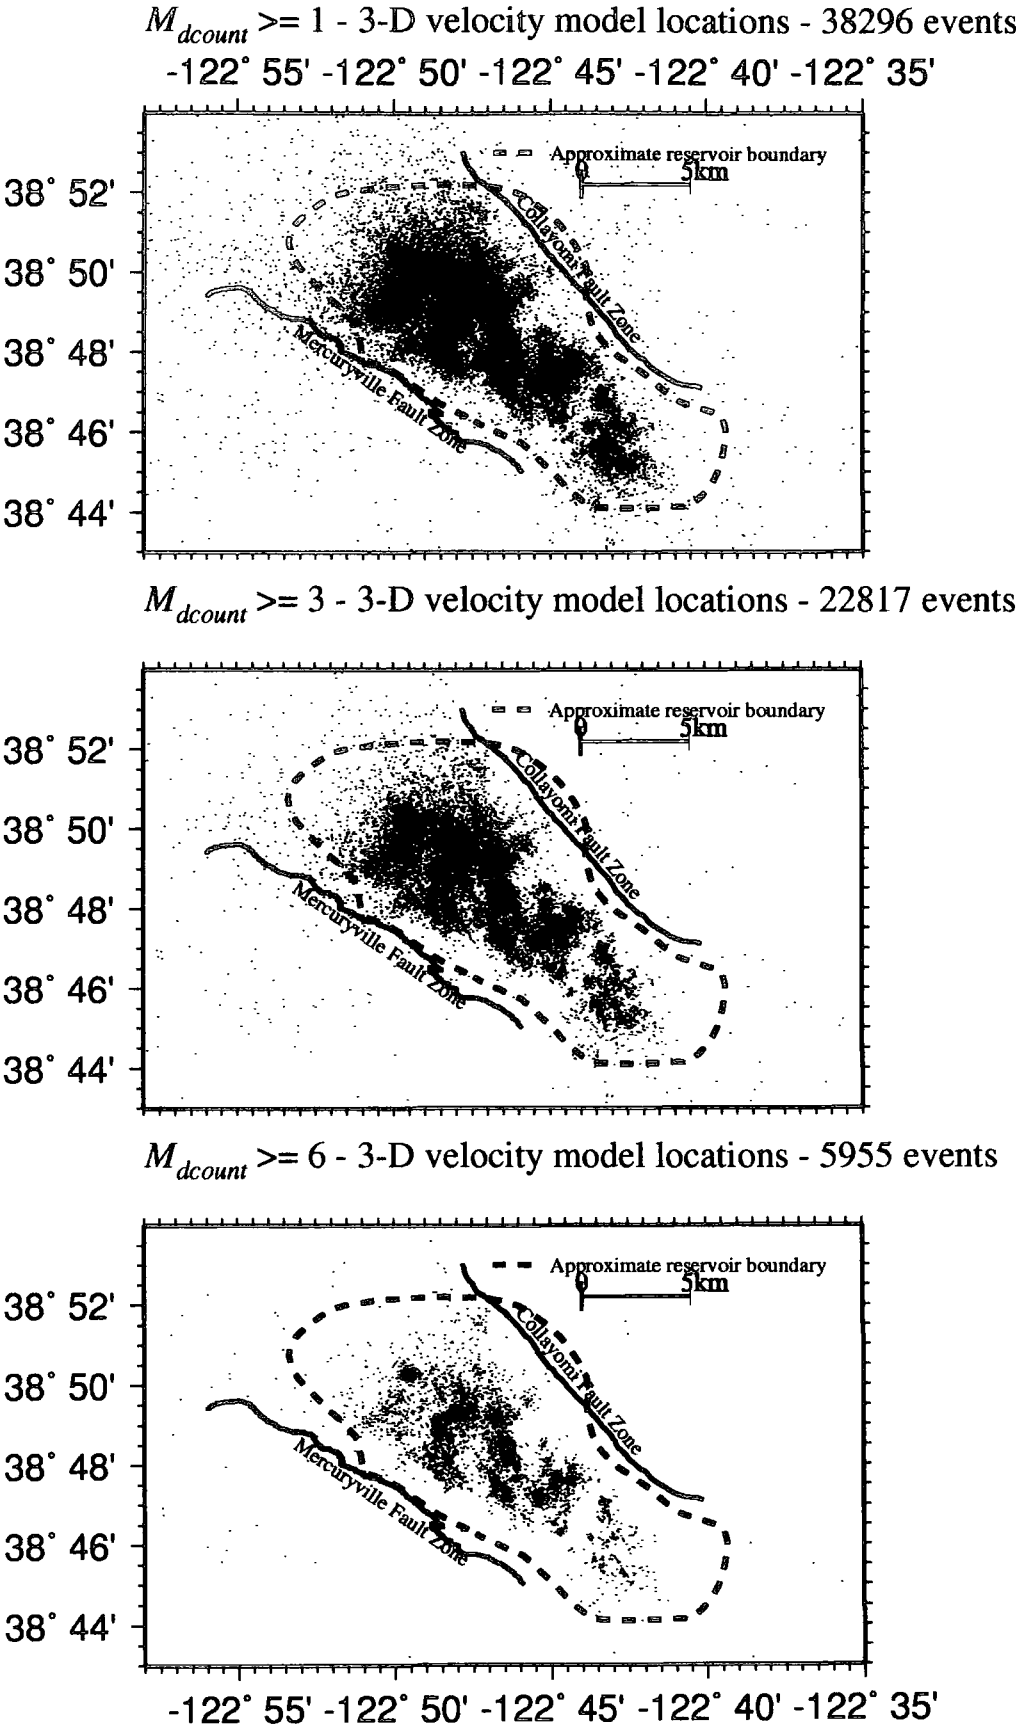 M_dcount >= 1 - 3-D velocity model locations - 38296 events
-122° 55' -122° 50' -122° 45' -122° 40' -122° 35'
Approximate reservoir boundary
0 5km
38° 52'
Collayomi Fault Zone
38° 50'
38° 48'
Mercuryville Fault Zone
38° 46'
38° 44'
M_dcount >= 3 - 3-D velocity model locations - 22817 events
Approximate reservoir boundary
0 5km
38° 52'
Collayomi Fault Zone
38° 50'
38° 48'
Mercuryville Fault Zone
38° 46'
38° 44'
M_dcount >= 6 - 3-D velocity model locations - 5955 events
Approximate reservoir boundary
0 5km
38° 52'
Collayomi Fault Zone
38° 50'
38° 48'
Mercuryville Fault Zone
38° 46'
38° 44'
-122° 55' -122° 50' -122° 45' -122° 40' -122° 35'